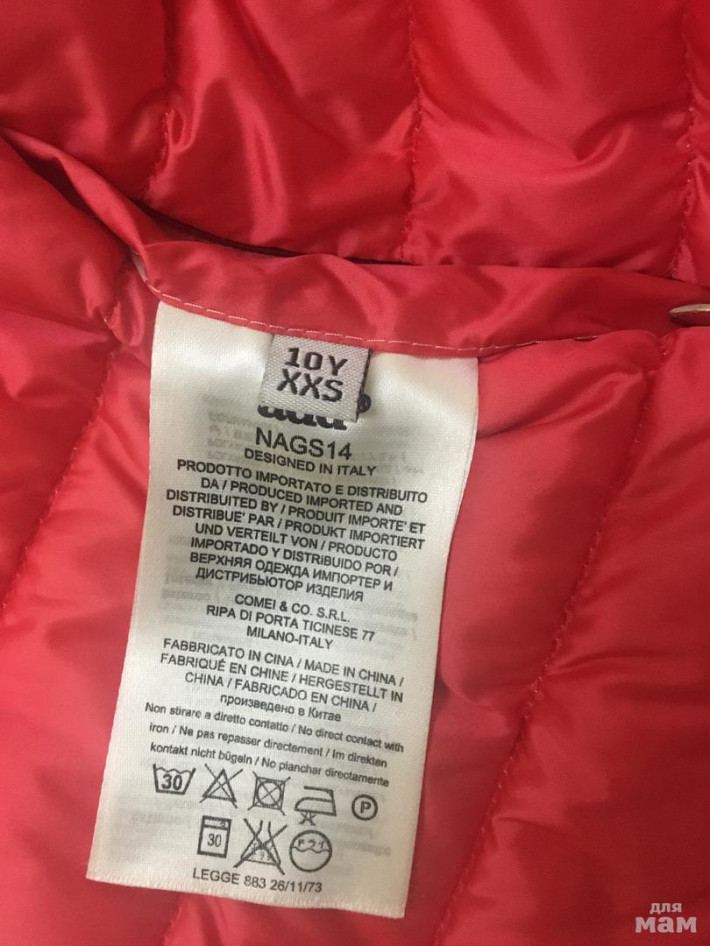 10Y
XXS
add®
NAGS14
DESIGNED IN ITALY
PRODOTTO IMPORTATO E DISTRIBUITO
DA / PRODUCED IMPORTED AND
DISTRIBUITED BY / PRODUIT IMPORTE' ET
DISTRIBUE' PAR / PRODUKT IMPORTIERT
UND VERTEILT VON / PRODUCTO
IMPORTADO Y DISTRIBUIDO POR /
ВЕРХНЯЯ ОДЕЖДА ИМПОРТЕР И
ДИСТРИБЬЮТОР ИЗДЕЛИЯ
COMEI & CO. S.R.L.
RIPA DI PORTA TICINESE 77
MILANO-ITALY
FABBRICATO IN CINA / MADE IN CHINA /
FABRIQUÉ EN CHINE / HERGESTELLT IN
CHINA / FABRICADO EN CHINA /
произведено в Китае
Non stirare a diretto contatto / No direct contact with
iron / Ne pas repasser directement / Im direkten
kontakt nicht bügeln / No planchar directamente
30
P
30
LEGGE 883 26/11/73
для
мам